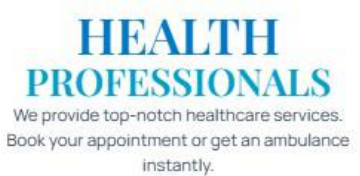 HEALTH
PROFESSIONALS
We provide top-notch healthcare services.
Book your appointment or get an ambulance
instantly.